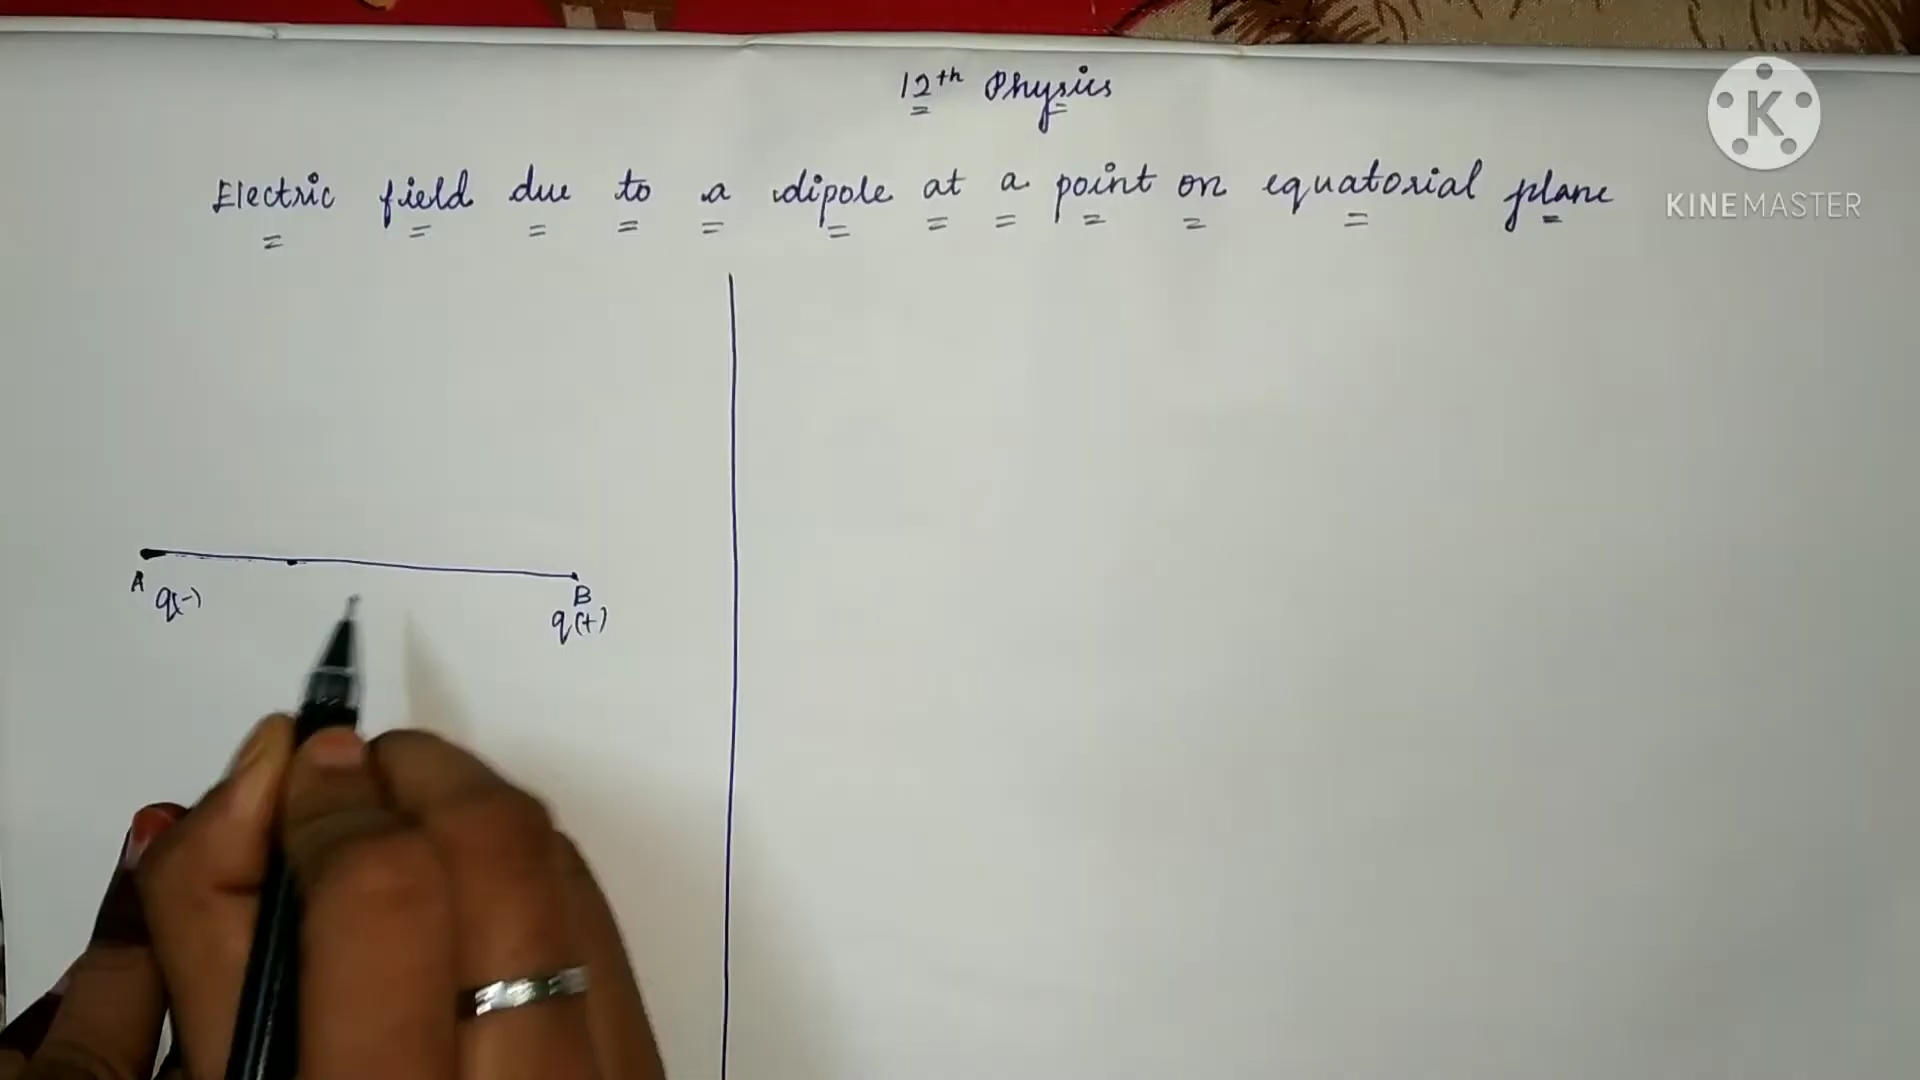 12th Physics
Electric field due to a dipole at a point on equatorial plane
K
KINEMASTER
A
q(-)
B
q(+)